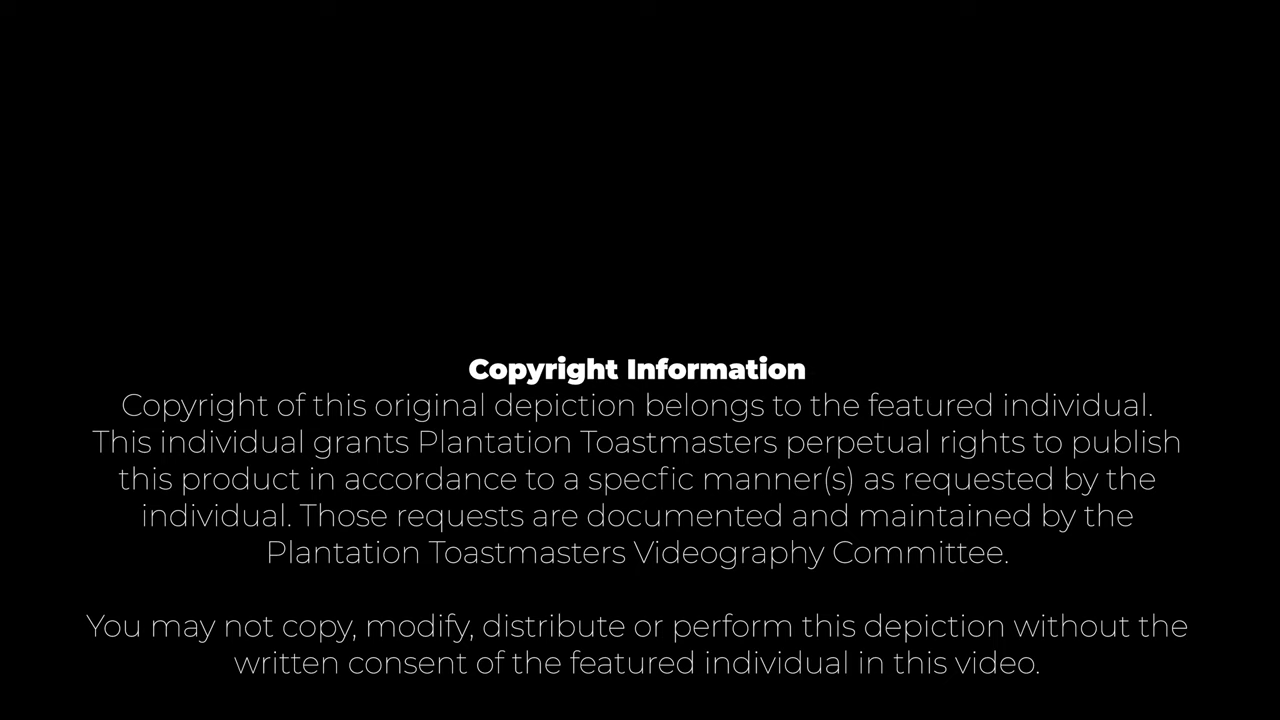 Copyright Information
Copyright of this original depiction belongs to the featured individual.
This individual grants Plantation Toastmasters perpetual rights to publish
this product in accordance to a specfic manner(s) as requested by the
individual. Those requests are documented and maintained by the
Plantation Toastmasters Videography Committee.
You may not copy, modify, distribute or perform this depiction without the
written consent of the featured individual in this video.